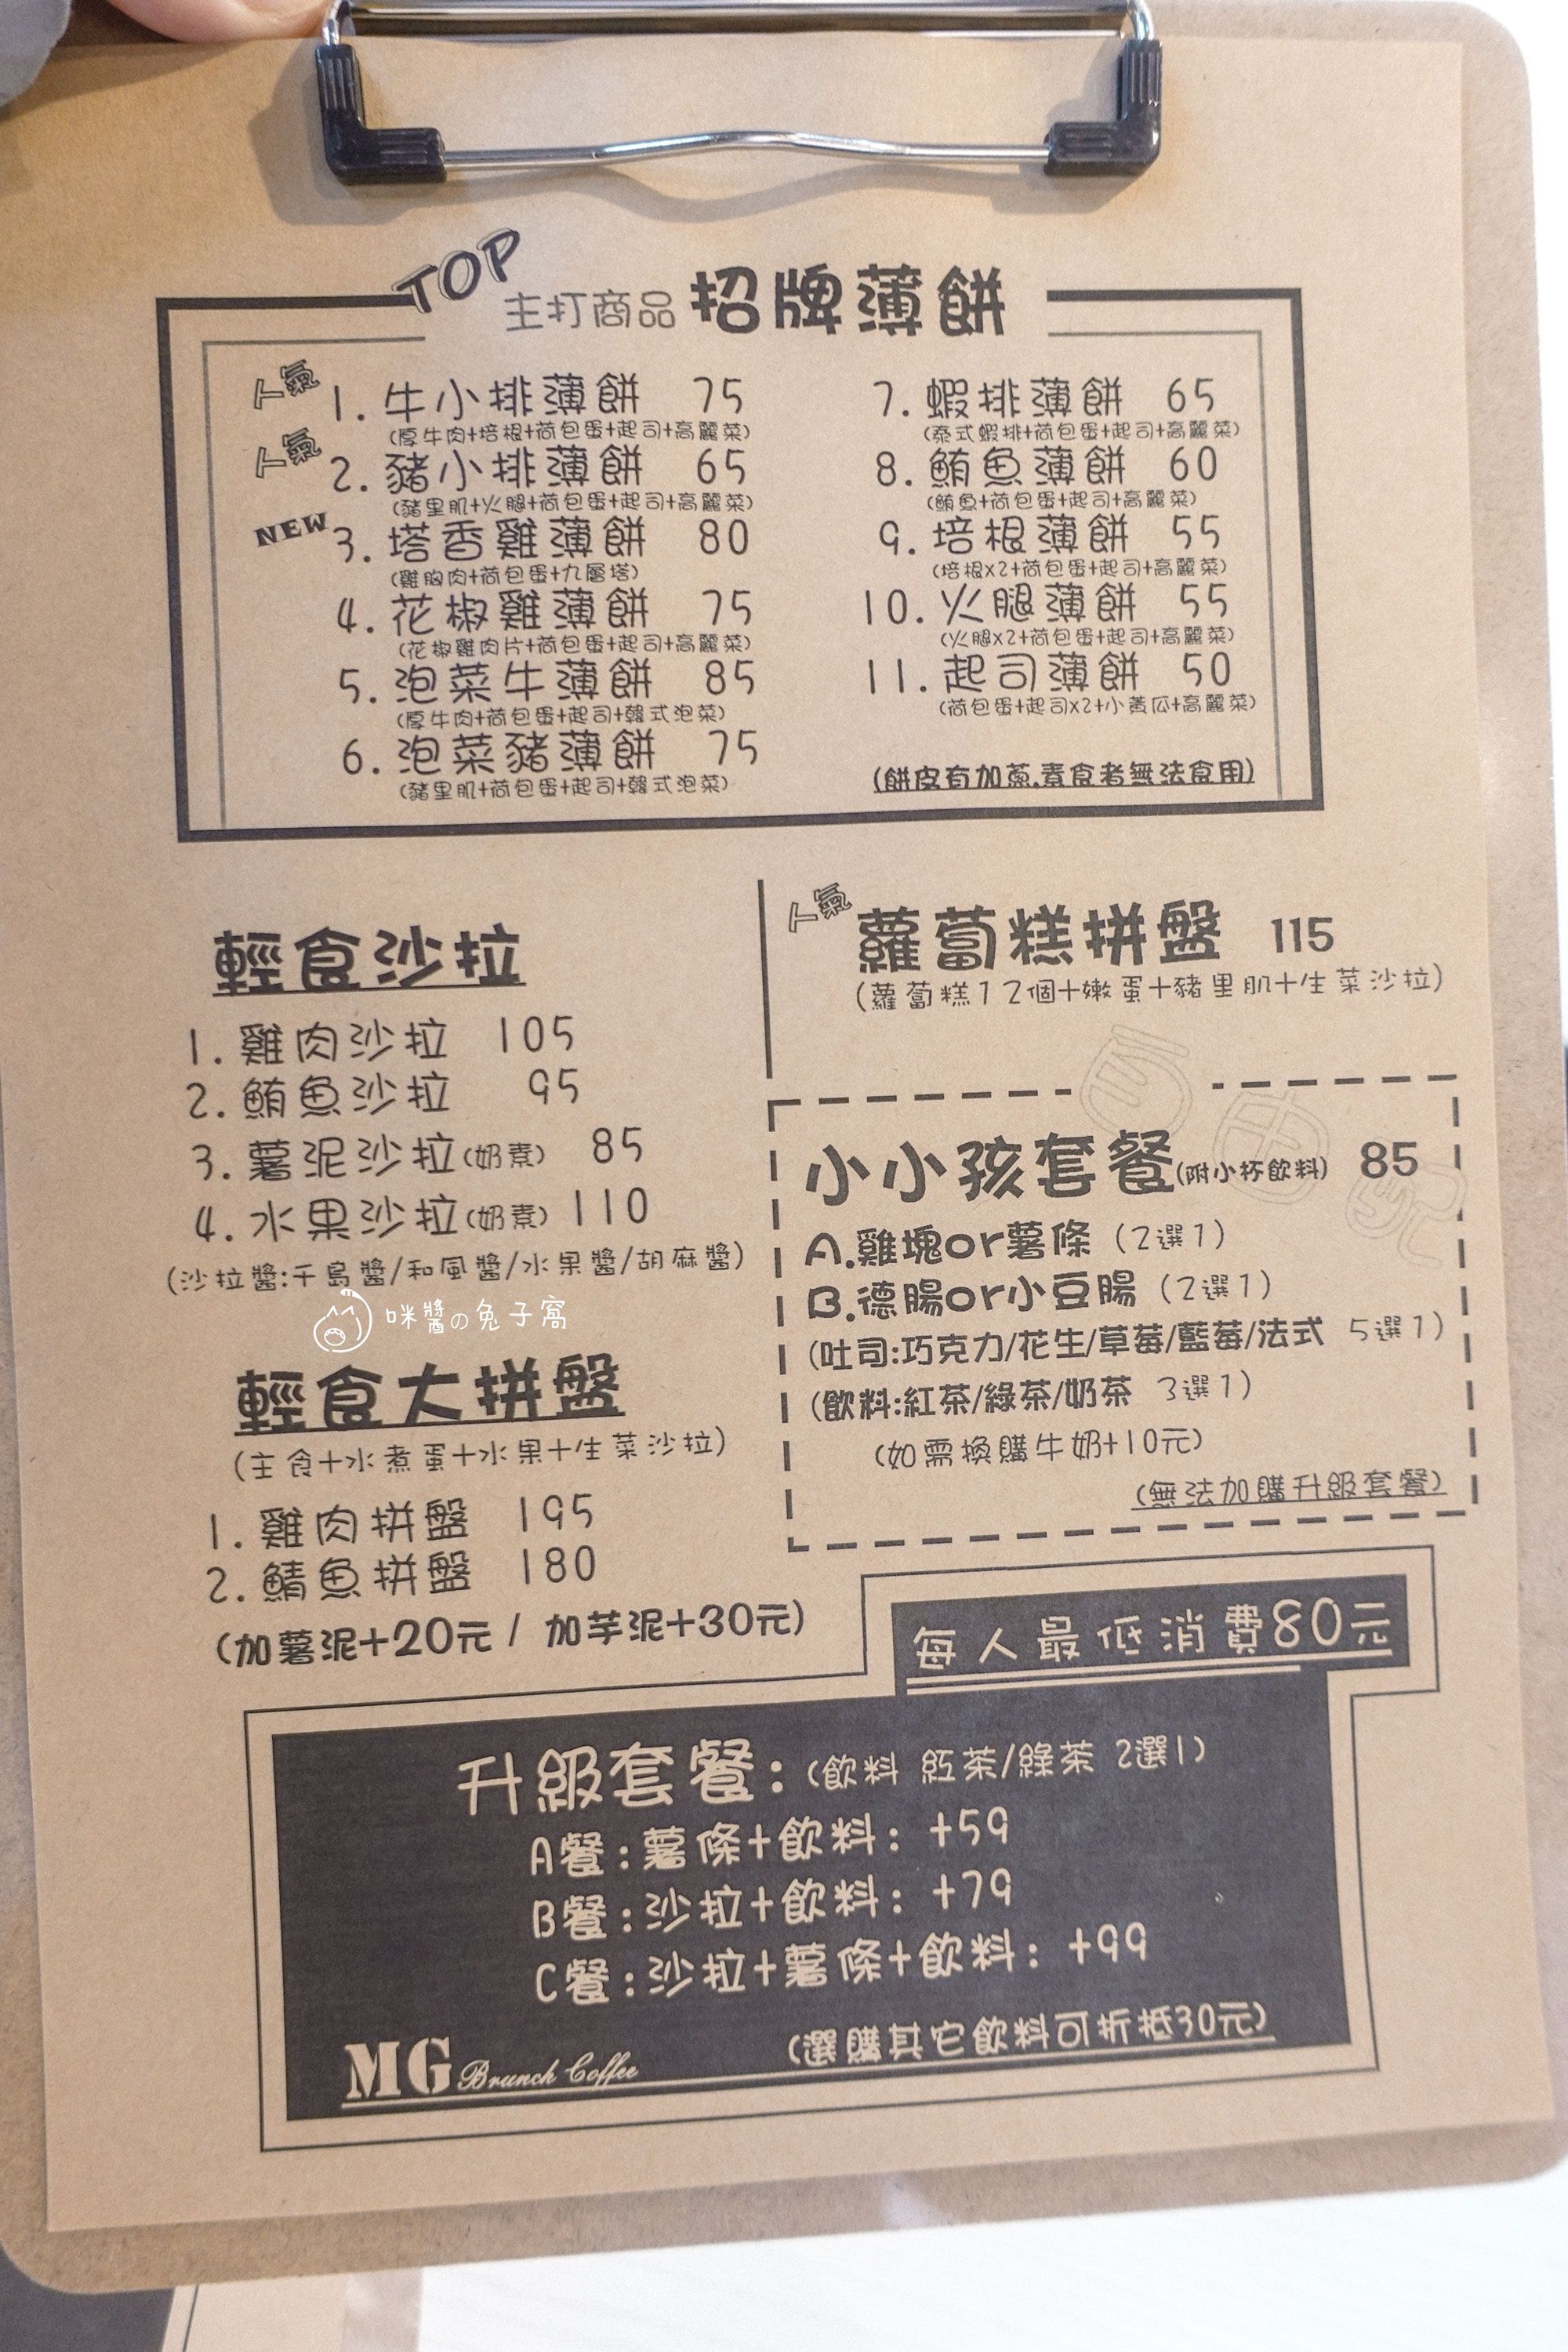 TOP
主打商品 招牌薄餅
人氣 1. 牛小排薄餅 75
(厚牛肉+培根+荷包蛋+起司+高麗菜)
人氣 2. 豬小排薄餅 65
(豬里肌+火腿+荷包蛋+起司+高麗菜)
NEW 3. 塔香雞薄餅 80
(雞胸肉+荷包蛋+九層塔)
4. 花椒雞薄餅 75
(花椒雞肉片+荷包蛋+起司+高麗菜)
5. 泡菜牛薄餅 85
(厚牛肉+荷包蛋+起司+韓式泡菜)
6. 泡菜豬薄餅 75
(豬里肌+荷包蛋+起司+韓式泡菜)
7. 蝦排薄餅 65
(泰式蝦排+荷包蛋+起司+高麗菜)
8. 鮪魚薄餅 60
(鮪魚+荷包蛋+起司+高麗菜)
9. 培根薄餅 55
(培根x2+荷包蛋+起司+高麗菜)
10. 火腿薄餅 55
(火腿x2+荷包蛋+起司+高麗菜)
11. 起司薄餅 50
(荷包蛋+起司x2+小黃瓜+高麗菜)
(餅皮有加蔥.素食者無法食用)
輕食沙拉
1. 雞肉沙拉 105
2. 鮪魚沙拉 95
3. 薯泥沙拉(奶素) 85
4. 水果沙拉(奶素) 110
(沙拉醬:千島醬/和風醬/水果醬/胡麻醬)
咪醬の兔子窩
輕食大拼盤
(主食+水煮蛋+水果+生菜沙拉)
1. 雞肉拼盤 195
2. 鯖魚拼盤 180
(加薯泥+20元 / 加芋泥+30元)
人氣 蘿蔔糕拼盤 115
(蘿蔔糕12個+嫩蛋+豬里肌+生菜沙拉)
小小孩套餐(附小杯飲料) 85
A.雞塊or薯條 (2選1)
B.德腸or小豆腸 (2選1)
(吐司:巧克力/花生/草莓/藍莓/法式 5選1)
(飲料:紅茶/綠茶/奶茶 3選1)
(如需換購牛奶+10元)
(無法加購升級套餐)
每人最低消費80元
升級套餐: (飲料 紅茶/綠茶 2選1)
A餐:薯條+飲料: +59
B餐:沙拉+飲料: +79
C餐:沙拉+薯條+飲料: +99
(選購其它飲料可折抵30元)
MG Brunch Coffee